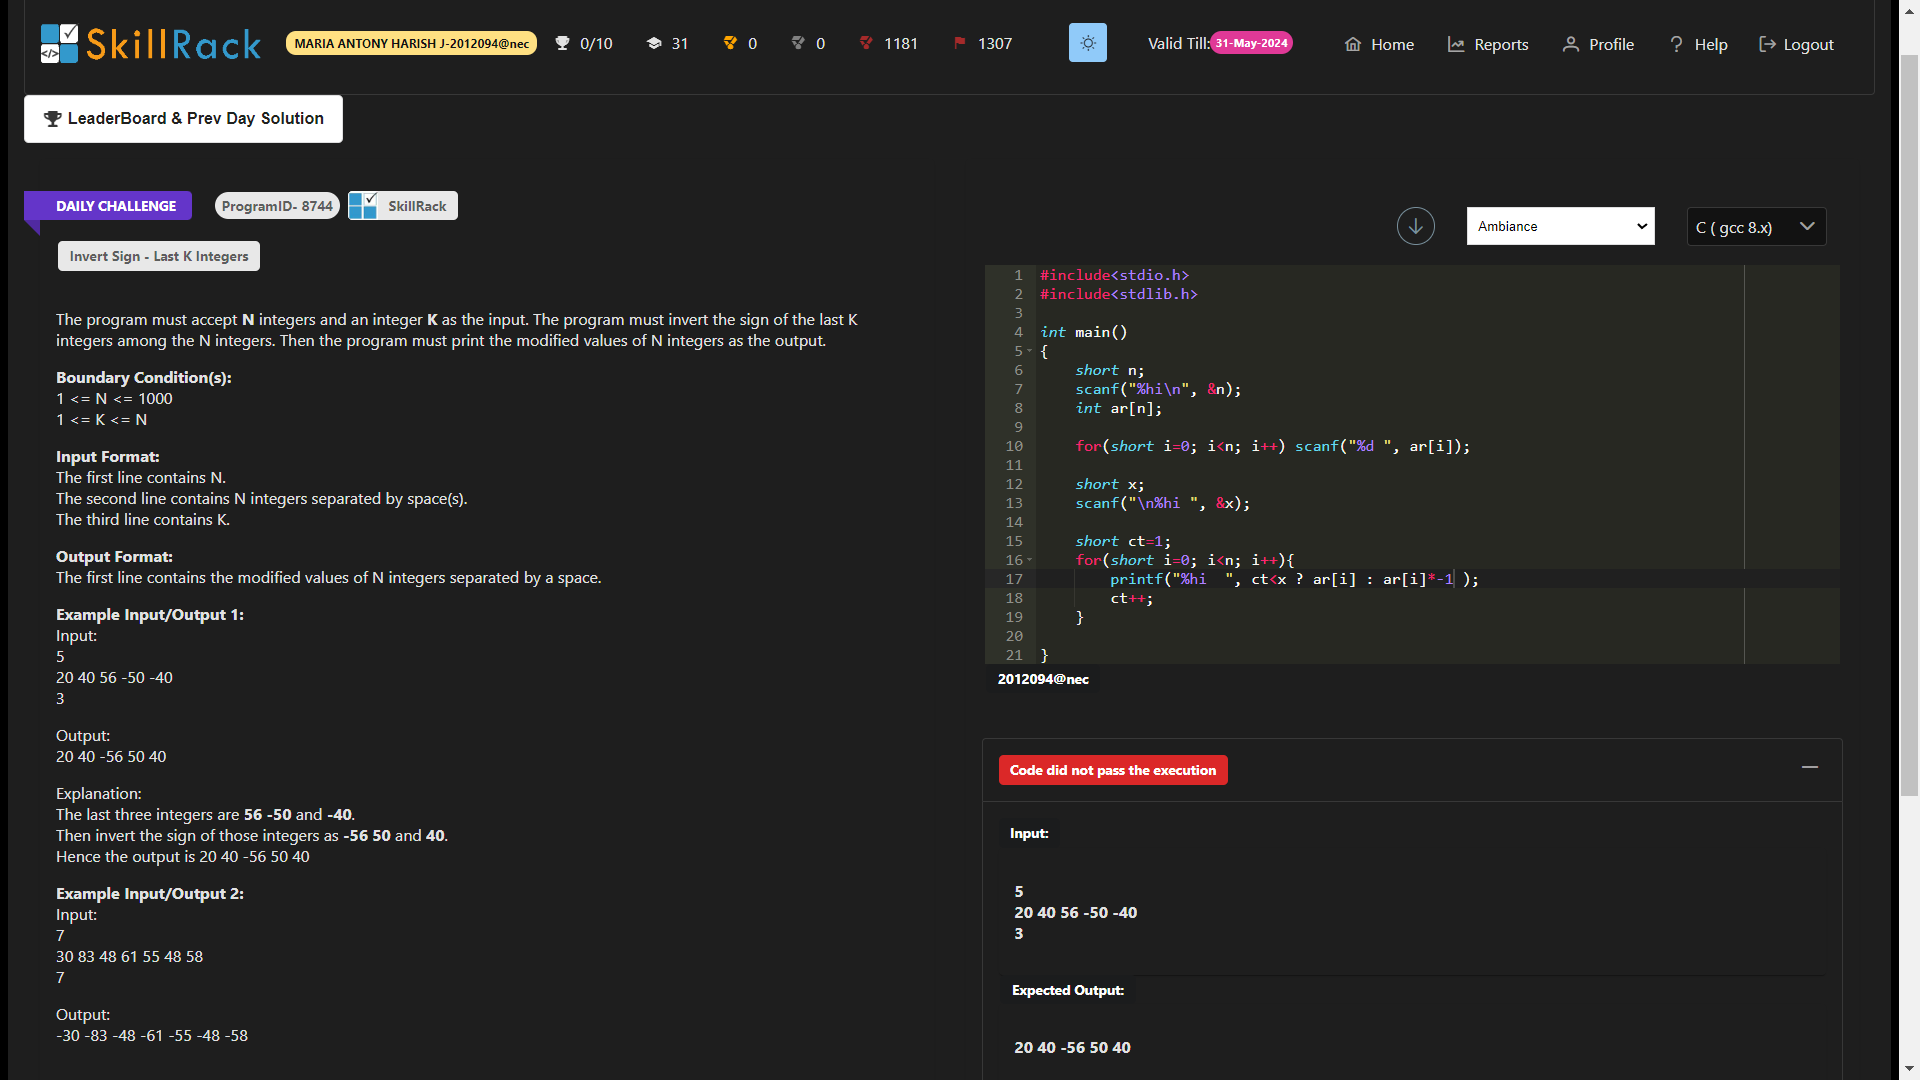 SkillRack
MARIA ANTONY HARISH J-2012094@nec
0/10
31
0
0
1181
1307
Valid Till: 31-May-2024
Home
Reports
Profile
Help
Logout
LeaderBoard & Prev Day Solution
DAILY CHALLENGE
ProgramID- 8744
SkillRack
Invert Sign - Last K Integers
The program must accept N integers and an integer K as the input. The program must invert the sign of the last K
integers among the N integers. Then the program must print the modified values of N integers as the output.
Boundary Condition(s):
1 <= N <= 1000
1 <= K <= N
Input Format:
The first line contains N.
The second line contains N integers separated by space(s).
The third line contains K.
Output Format:
The first line contains the modified values of N integers separated by a space.
Example Input/Output 1:
Input:
5
20 40 56 -50 -40
3
Output:
20 40 -56 50 40
Explanation:
The last three integers are 56 -50 and -40.
Then invert the sign of those integers as -56 50 and 40.
Hence the output is 20 40 -56 50 40
Example Input/Output 2:
Input:
7
30 83 48 61 55 48 58
7
Output:
-30 -83 -48 -61 -55 -48 -58
Ambiance
C ( gcc 8.x)
1 #include<stdio.h>
2 #include<stdlib.h>
3
4 int main()
5 {
6     short n;
7     scanf("%hi\n", &n);
8     int ar[n];
9
10     for(short i=0; i<n; i++) scanf("%d ", ar[i]);
11
12     short x;
13     scanf("\n%hi ", &x);
14
15     short ct=1;
16     for(short i=0; i<n; i++){
17         printf("%hi  ", ct<x ? ar[i] : ar[i]*-1 );
18         ct++;
19     }
20
21 }
2012094@nec
Code did not pass the execution
Input:
5
20 40 56 -50 -40
3
Expected Output:
20 40 -56 50 40